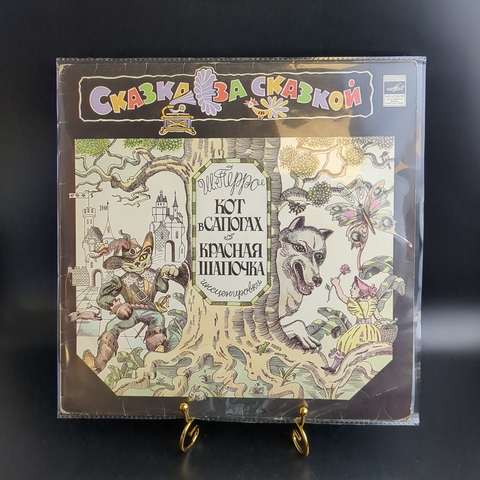 Сказка за сказкой
Ш. Перро
КОТ
в САПОГАХ
КРАСНАЯ
ШАПОЧКА
инсценировки